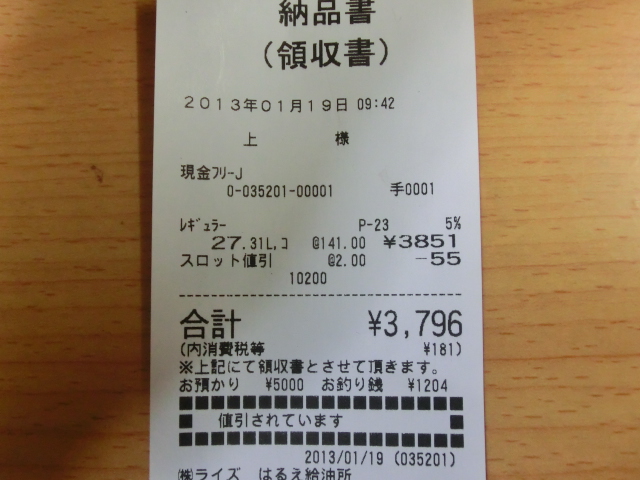 納品書
(領収書)
2013年01月19日 09:42
上 様
現金フリーJ
0-035201-00001 手0001
レギュラー P-23 5%
27.31L,コ @141.00 ¥3851
スロット値引 @2.00 -55
10200
合計 ¥3,796
(内消費税等 ¥181)
※上記にて領収書とさせて頂きます。
お預かり ¥5000 お釣り銭 ¥1204
値引されています
2013/01/19 (035201)
㈱ライズ はるえ給油所